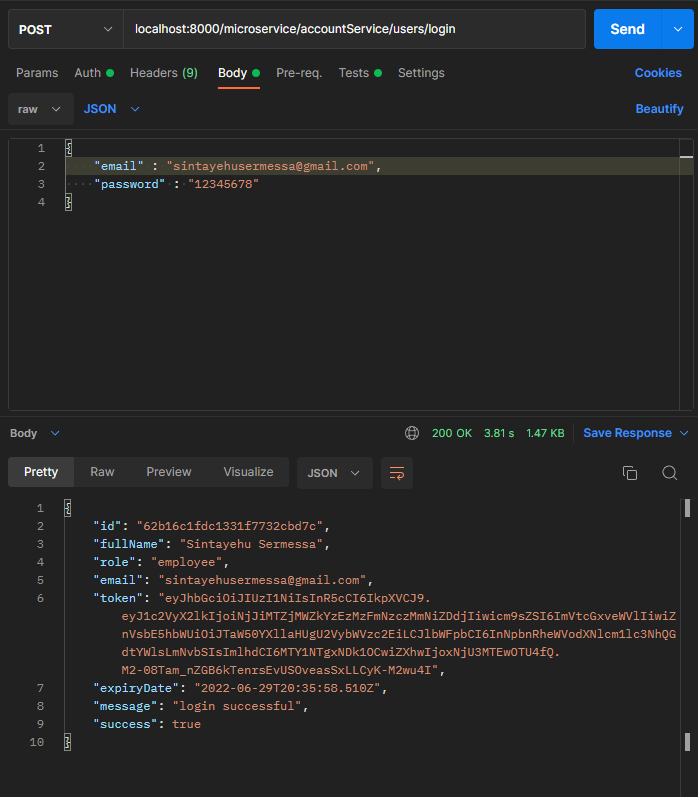 POST localhost:8000/microservice/accountService/users/login Send
Params Auth Headers (9) Body Pre-req. Tests Settings Cookies
raw JSON Beautify
1 {
2 "email" : "sintayehusermessa@gmail.com",
3 "password" : "12345678"
4 }
Body 200 OK 3.81 s 1.47 KB Save Response
Pretty Raw Preview Visualize JSON
1 {
2 "id": "62b16c1fdc1331f7732cbd7c",
3 "fullName": "Sintayehu Sermessa",
4 "role": "employee",
5 "email": "sintayehusermessa@gmail.com",
6 "token": "eyJhbGciOiJIUzI1NiIsInR5cCI6IkpXVCJ9.
eyJ1c2VyX2lkIjoiNjJiMTZjMWZkYzEzMzFmNzczMmNiZDdjIiwicm9sZSI6ImVtcGxveWVlIiwiZ
nVsbE5hbWUiOiJTaW50YXllaHUgU2VybWVzc2EiLCJlbWFpbCI6InNpbnRheWVodXNlcm1lc3NhQG
dtYWlsLmNvbSIsImlhdCI6MTY1NTgxNDk1OCwiZXhwIjoxNjU3MTEwOTU4fQ.
M2-08Tam_nZGB6kTenrsEvUSOveasSxLLCyK-M2wu4I",
7 "expiryDate": "2022-06-29T20:35:58.510Z",
8 "message": "login successful",
9 "success": true
10 }